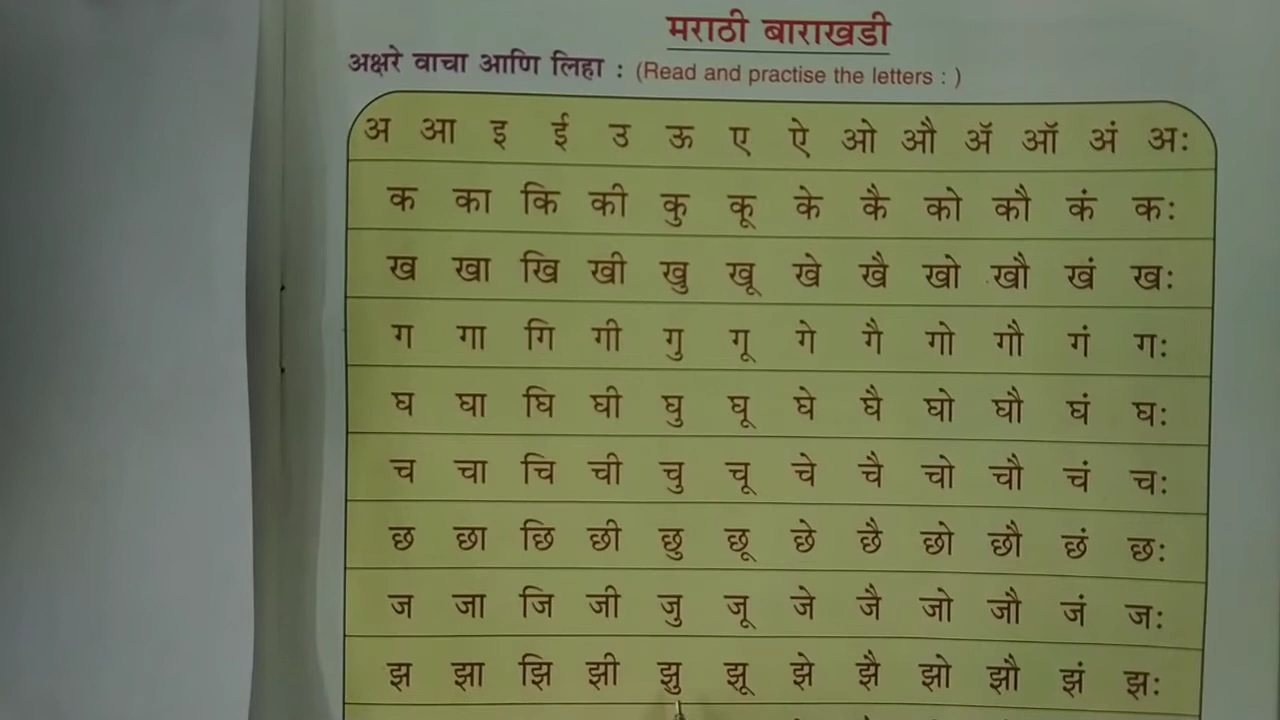 मराठी बाराखडी
अक्षरे वाचा आणि लिहा : (Read and practise the letters : )
अ आ इ ई उ ऊ ए ऐ ओ औ ॲ ऑ अं अः
क का कि की कु कू के कै को कौ कं कः
ख खा खि खी खु खू खे खै खो खौ खं खः
ग गा गि गी गु गू गे गै गो गौ गं गः
घ घा घि घी घु घू घे घै घो घौ घं घः
च चा चि ची चु चू चे चै चो चौ चं चः
छ छा छि छी छु छू छे छै छो छौ छं छः
ज जा जि जी जु जू जे जै जो जौ जं जः
झ झा झि झी झु झू झे झै झो झौ झं झः